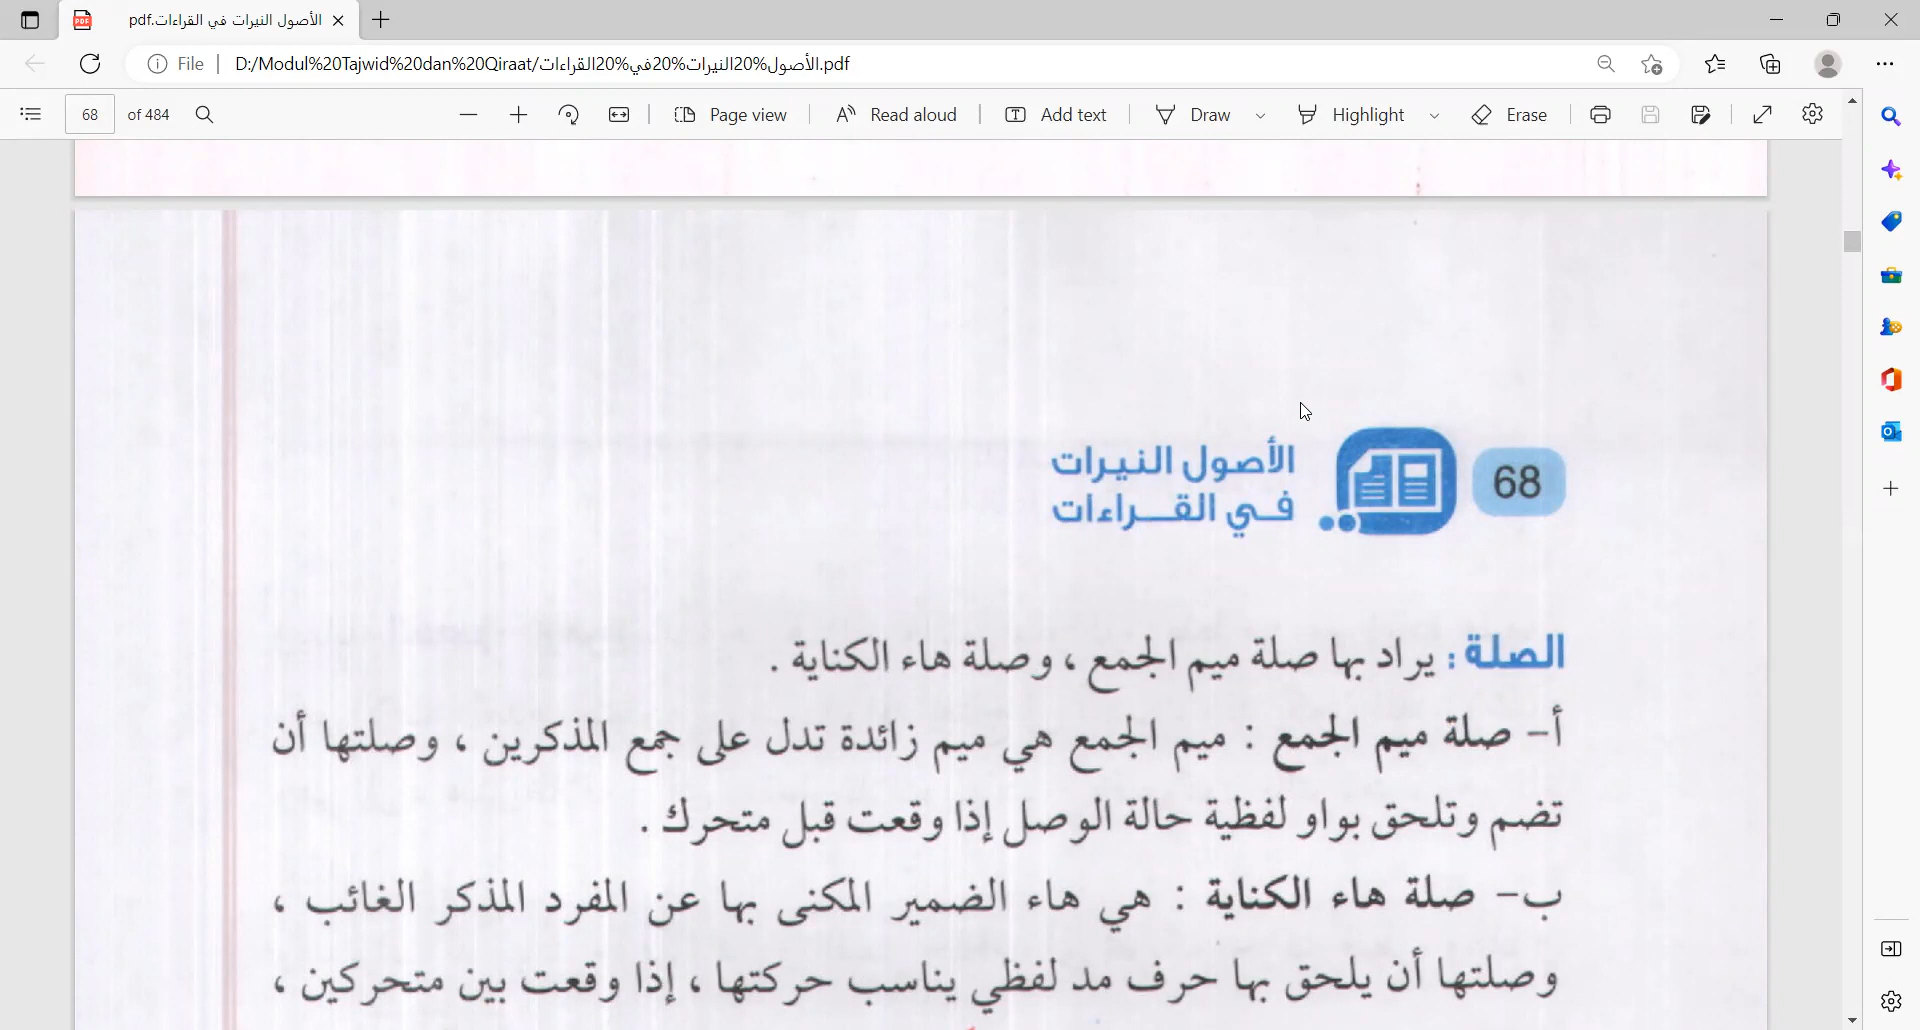 الأصول النيرات في القراءات.pdf
File
D:/Modul%20Tajwid%20dan%20Qiraat/الأصول%20النيرات%20في%20القراءات.pdf
68 of 484
Page view
Read aloud
Add text
Draw
Highlight
Erase
68
الأصول النيرات
في القـــراءات
الصلة : يراد بها صلة ميم الجمع ، وصلة هاء الكناية .
أ- صلة ميم الجمع : ميم الجمع هي ميم زائدة تدل على جمع المذكرين ، وصلتها أن
تضم وتلحق بواو لفظية حالة الوصل إذا وقعت قبل متحرك .
ب- صلة هاء الكناية : هي هاء الضمير المكنى بها عن المفرد المذكر الغائب ،
وصلتها أن يلحق بها حرف مد لفظي يناسب حركتها ، إذا وقعت بين متحركين ،